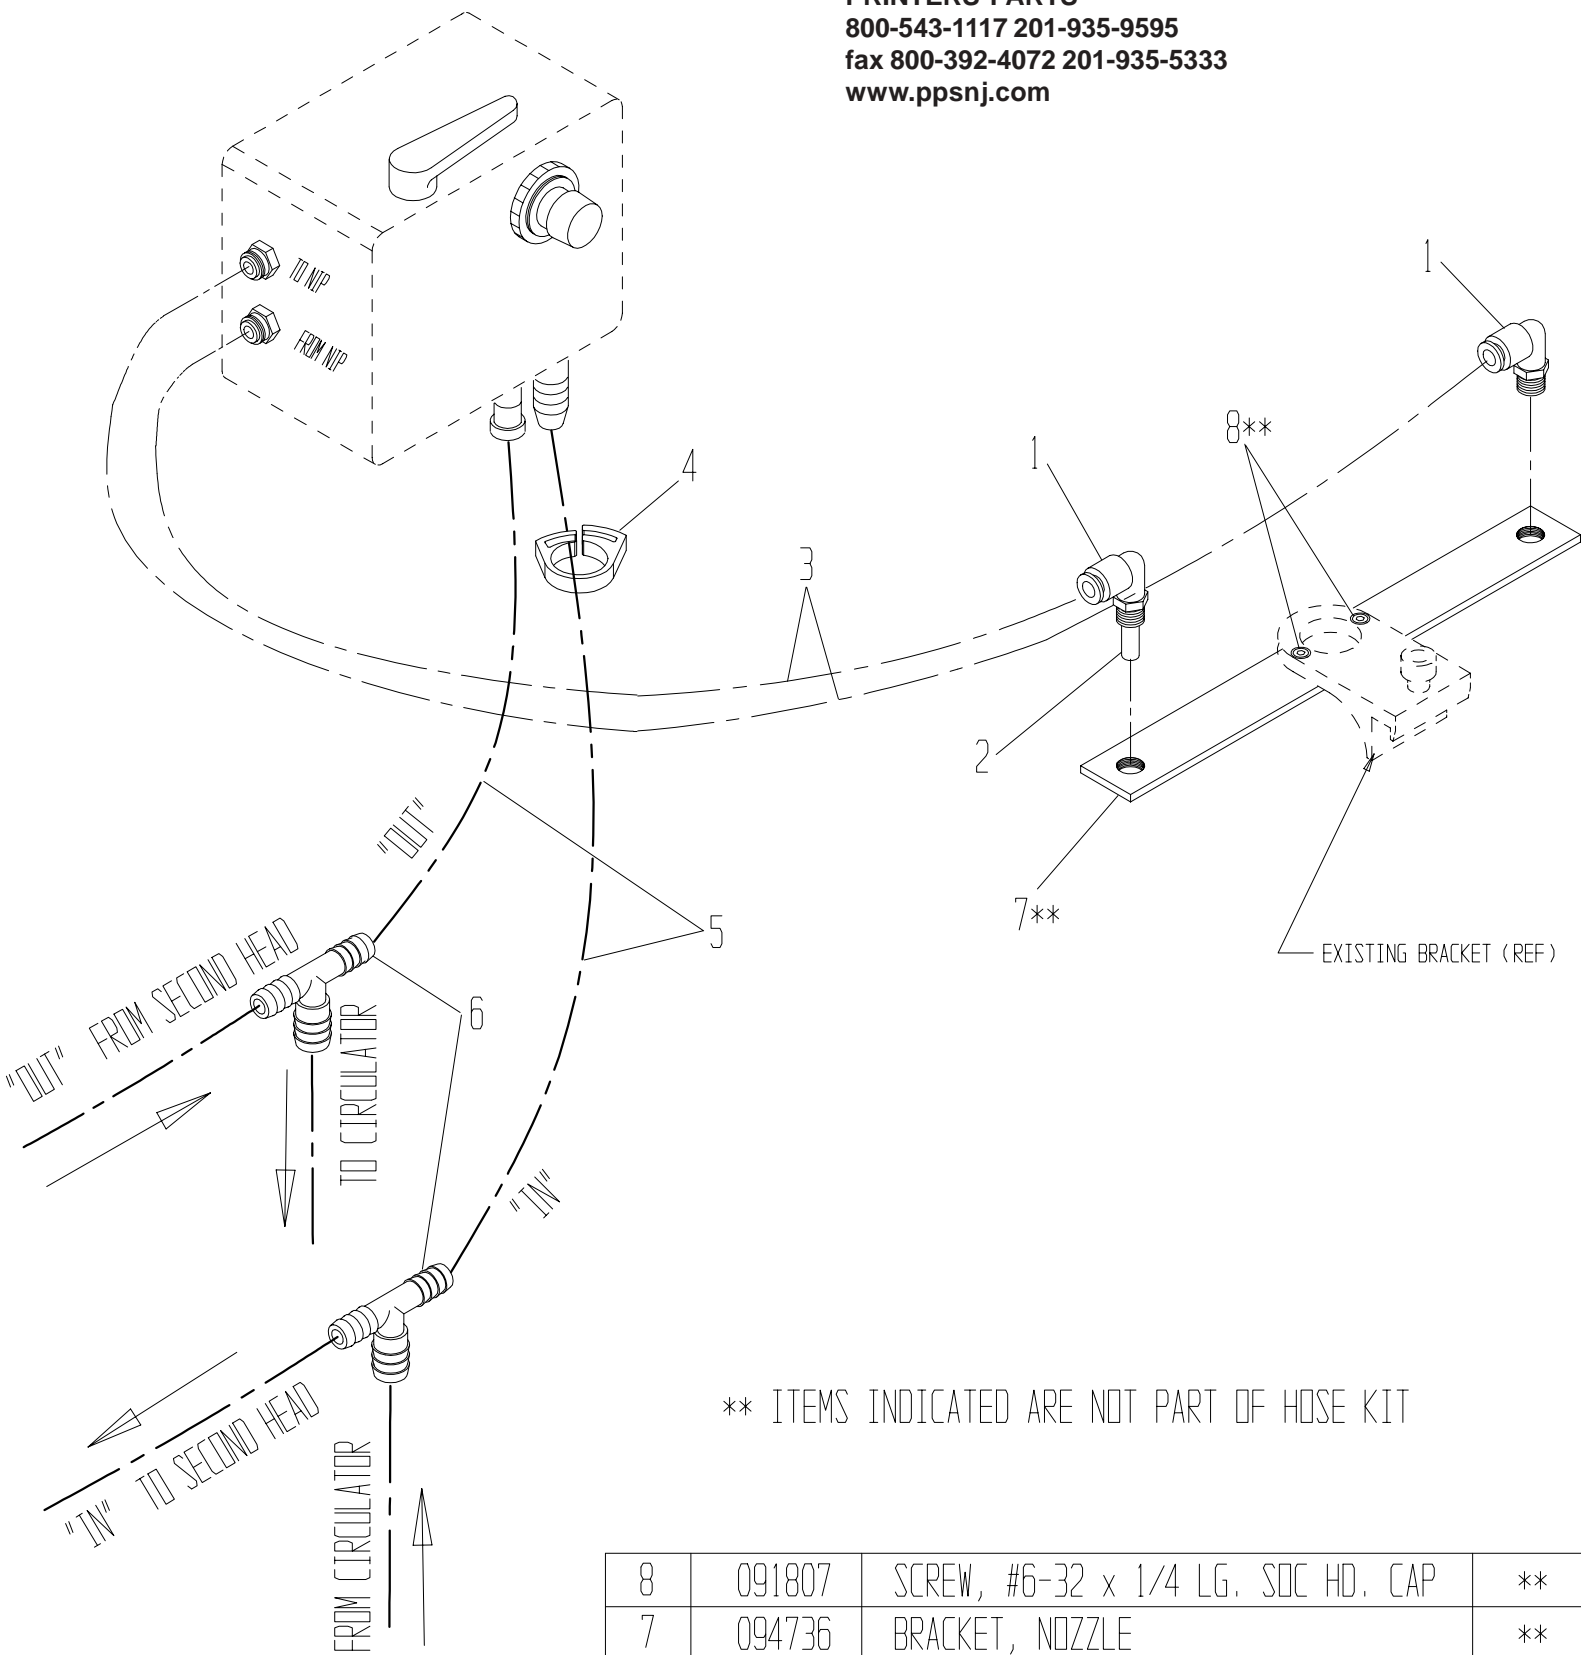 PRINTERS PARTS
800-543-1117 201-935-9595
fax 800-392-4072 201-935-5333
www.ppsnj.com
TO NIP
FROM NIP
1
1
8**
4
3
2
7**
"OUT"
5
EXISTING BRACKET (REF)
"OUT" FROM SECOND HEAD
6
TO CIRCULATOR
"IN"
** ITEMS INDICATED ARE NOT PART OF HOSE KIT
"IN" TO SECOND HEAD
FROM CIRCULATOR
8 091807 SCREW, #6-32 x 1/4 LG. SOC HD. CAP **
7 094736 BRACKET, NOZZLE **